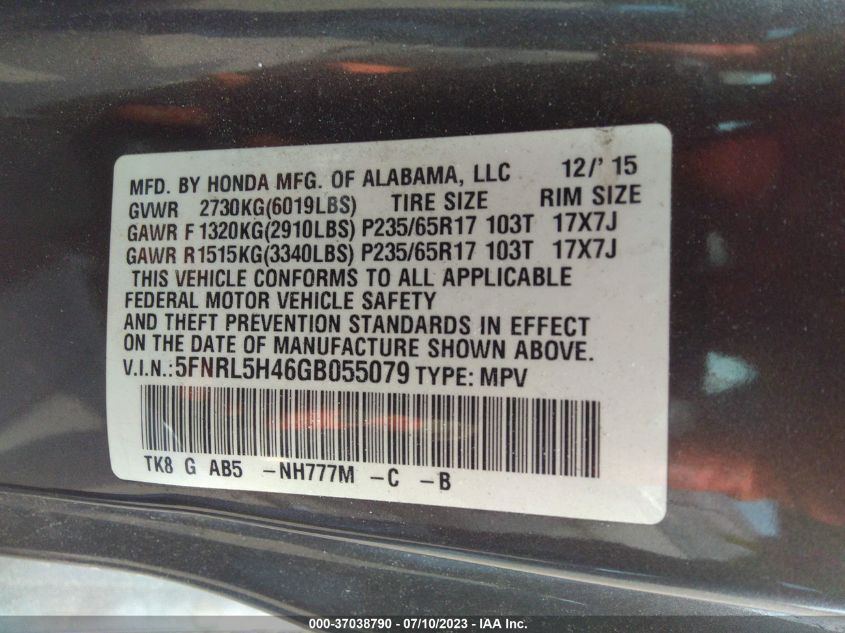 MFD. BY HONDA MFG. OF ALABAMA, LLC 12/'15
GVWR 2730KG(6019LBS) TIRE SIZE RIM SIZE
GAWR F 1320KG(2910LBS) P235/65R17 103T 17X7J
GAWR R1515KG(3340LBS) P235/65R17 103T 17X7J
THIS VEHICLE CONFORMS TO ALL APPLICABLE
FEDERAL MOTOR VEHICLE SAFETY
AND THEFT PREVENTION STANDARDS IN EFFECT
ON THE DATE OF MANUFACTURE SHOWN ABOVE.
V.I.N.:5FNRL5H46GB055079 TYPE: MPV
TK8 G AB5 -NH777M -C -B
000-37038790 - 07/10/2023 - IAA Inc.